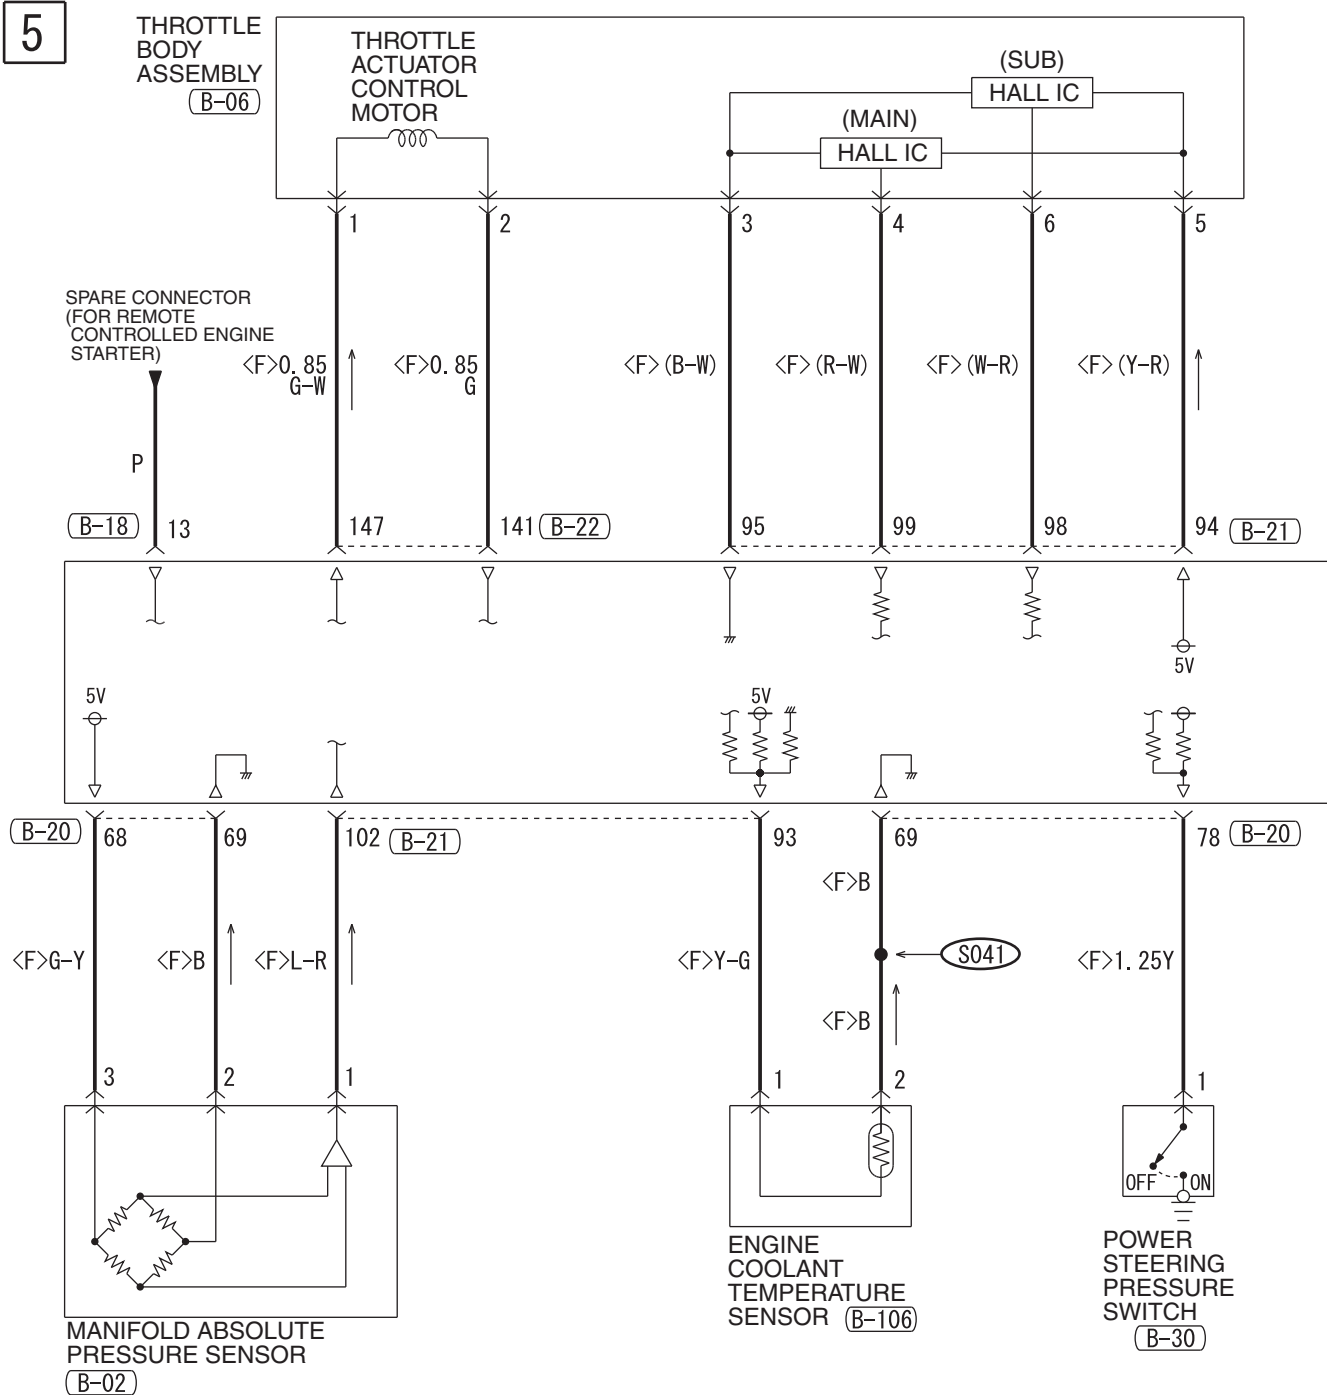 5
THROTTLE
BODY
ASSEMBLY
B-06
THROTTLE
ACTUATOR
CONTROL
MOTOR
(SUB)
HALL IC
(MAIN)
HALL IC
1
2
3
4
6
5
SPARE CONNECTOR
(FOR REMOTE
CONTROLLED ENGINE
STARTER)
<F>0.85
G-W
<F>0.85
G
<F>(B-W)
<F>(R-W)
<F>(W-R)
<F>(Y-R)
P
B-18
13
147
141
B-22
95
99
98
94
B-21
5V
5V
5V
B-20
68
69
102
B-21
93
69
78
B-20
<F>B
<F>G-Y
<F>B
<F>L-R
<F>Y-G
S041
<F>1.25Y
<F>B
3
2
1
1
2
1
OFF
ON
MANIFOLD ABSOLUTE
PRESSURE SENSOR
B-02
ENGINE
COOLANT
TEMPERATURE
SENSOR
B-106
POWER
STEERING
PRESSURE
SWITCH
B-30